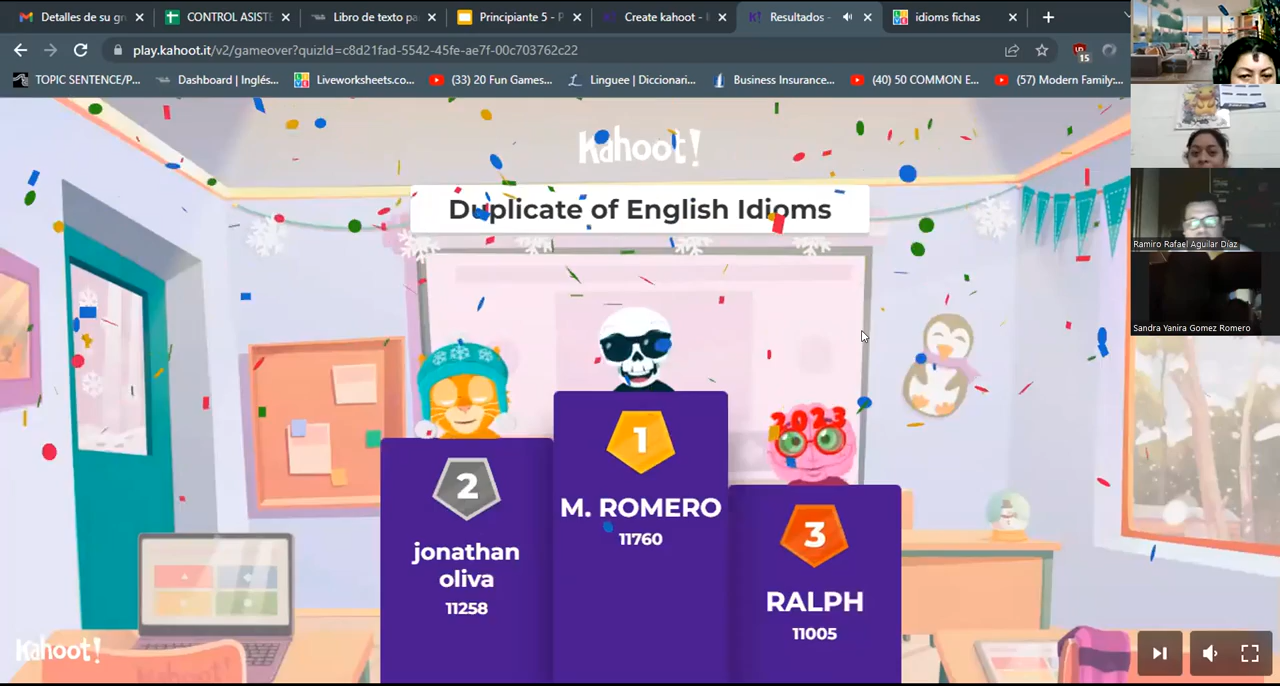 Detalles de su gr
CONTROL ASIST
Libro de texto pa
Principiante 5 - P
Create kahoot - I
Resultados -
idioms fichas
play.kahoot.it/v2/gameover?quizId=c8d21fad-5542-45fe-ae7f-00c703762c22
15
TOPIC SENTENCE/P...
Dashboard | Inglés...
Liveworksheets.co...
(33) 20 Fun Games...
Linguee | Diccionari...
Business Insurance...
(40) 50 COMMON E...
(57) Modern Family:...
Kahoot!
Duplicate of English Idioms
Ramiro Rafael Aguilar Díaz
Sandra Yanira Gomez Romero
2023
1
M. ROMERO
11760
2
jonathan
oliva
11258
3
RALPH
11005
Kahoot!